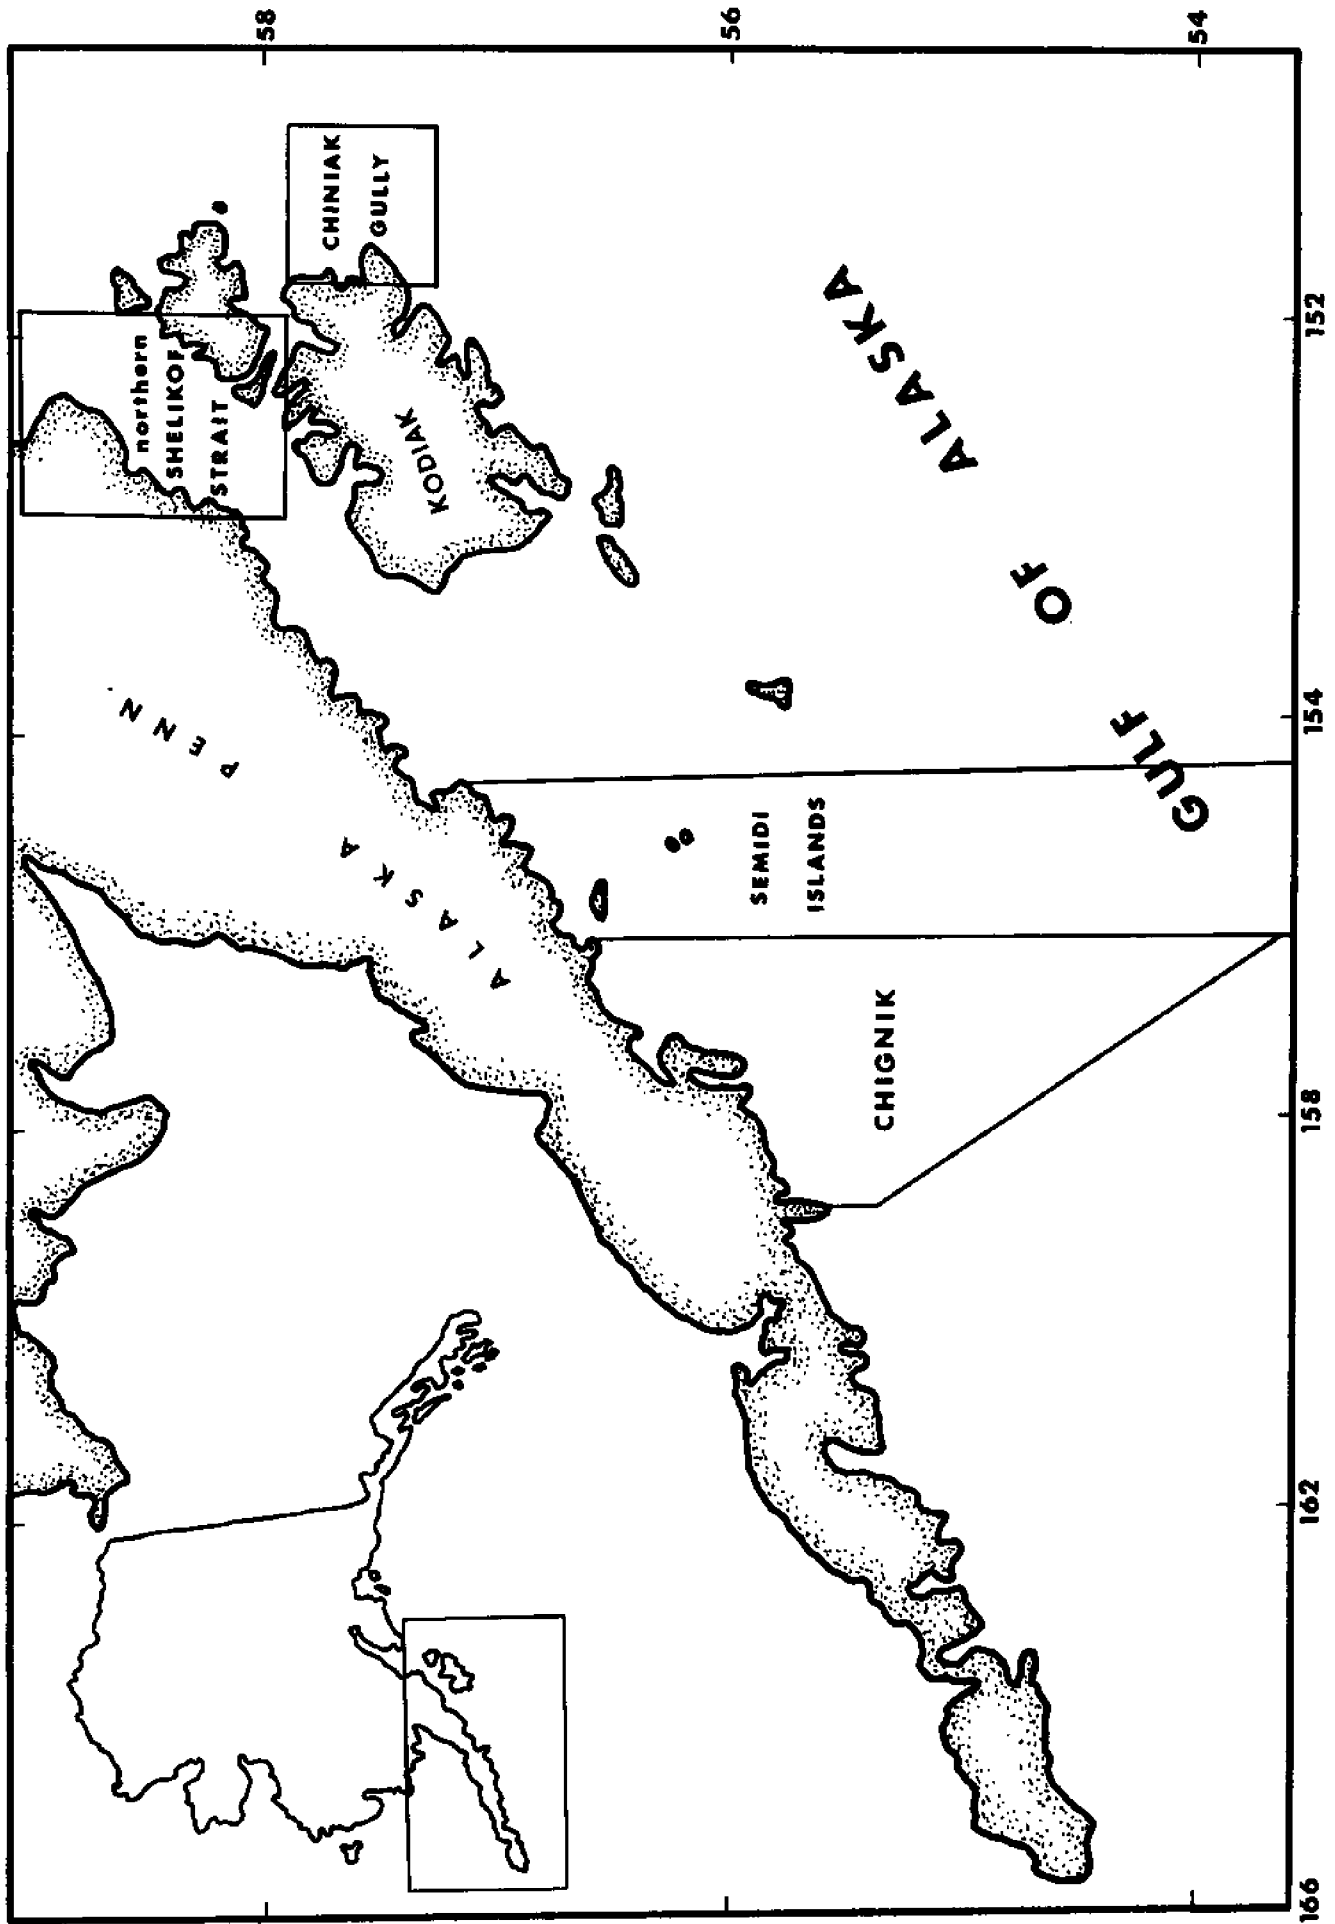 58
56
54
northern
SHELIKOF
STRAIT
CHINIAK
GULLY
KODIAK
ALASKA PENN.
SEMIDI
ISLANDS
CHIGNIK
GULF OF ALASKA
166
162
158
154
152